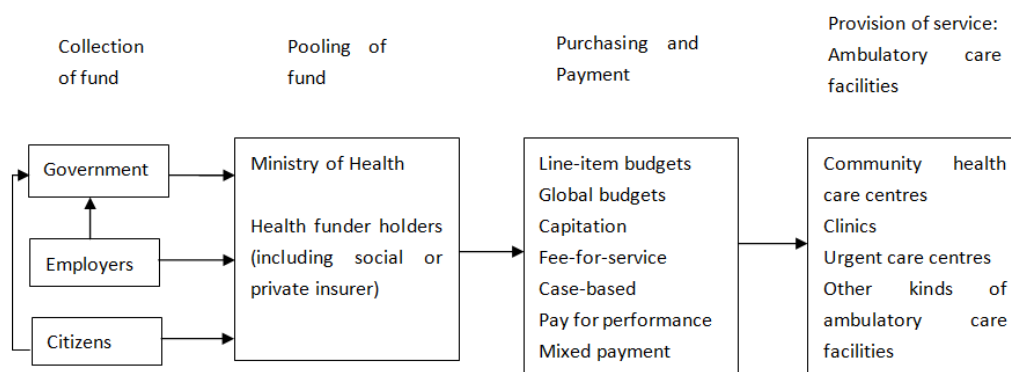 Collection
of fund
Pooling of
fund
Purchasing and
Payment
Provision of service:
Ambulatory care
facilities
Government
Employers
Citizens
Ministry of Health
Health funder holders
(including social or
private insurer)
Line-item budgets
Global budgets
Capitation
Fee-for-service
Case-based
Pay for performance
Mixed payment
Community health
care centres
Clinics
Urgent care centres
Other kinds of
ambulatory care
facilities